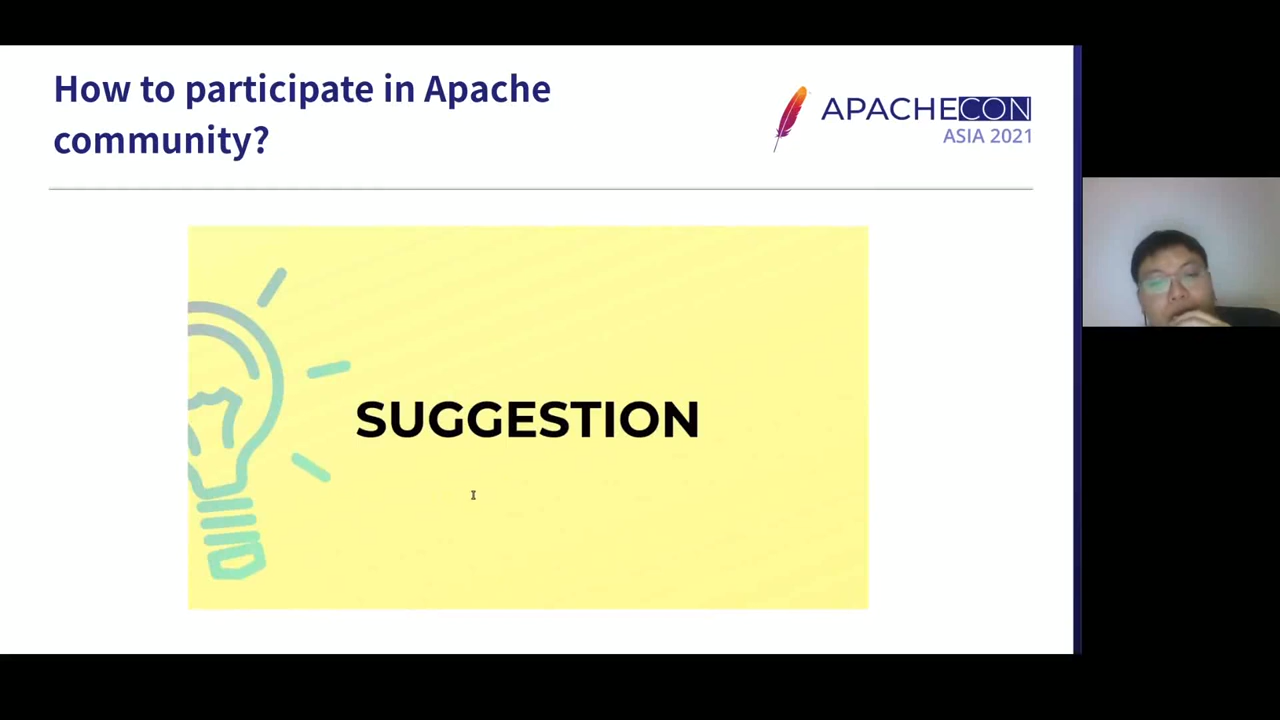 How to participate in Apache
community?
APACHECON
ASIA 2021
SUGGESTION